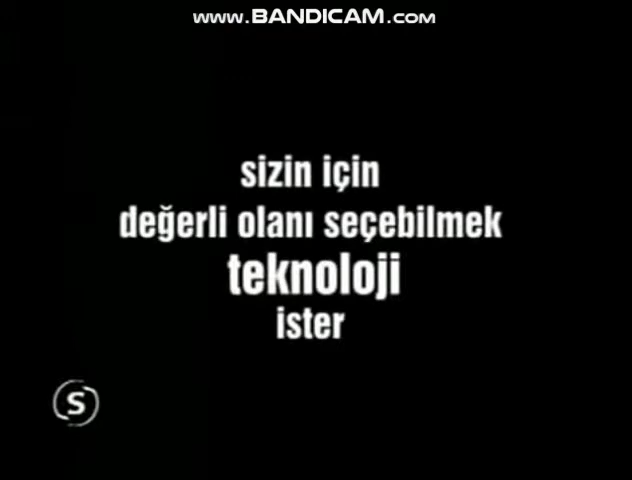 www.BANDICAM.com
sizin için
değerli olanı seçebilmek
teknoloji
ister
S